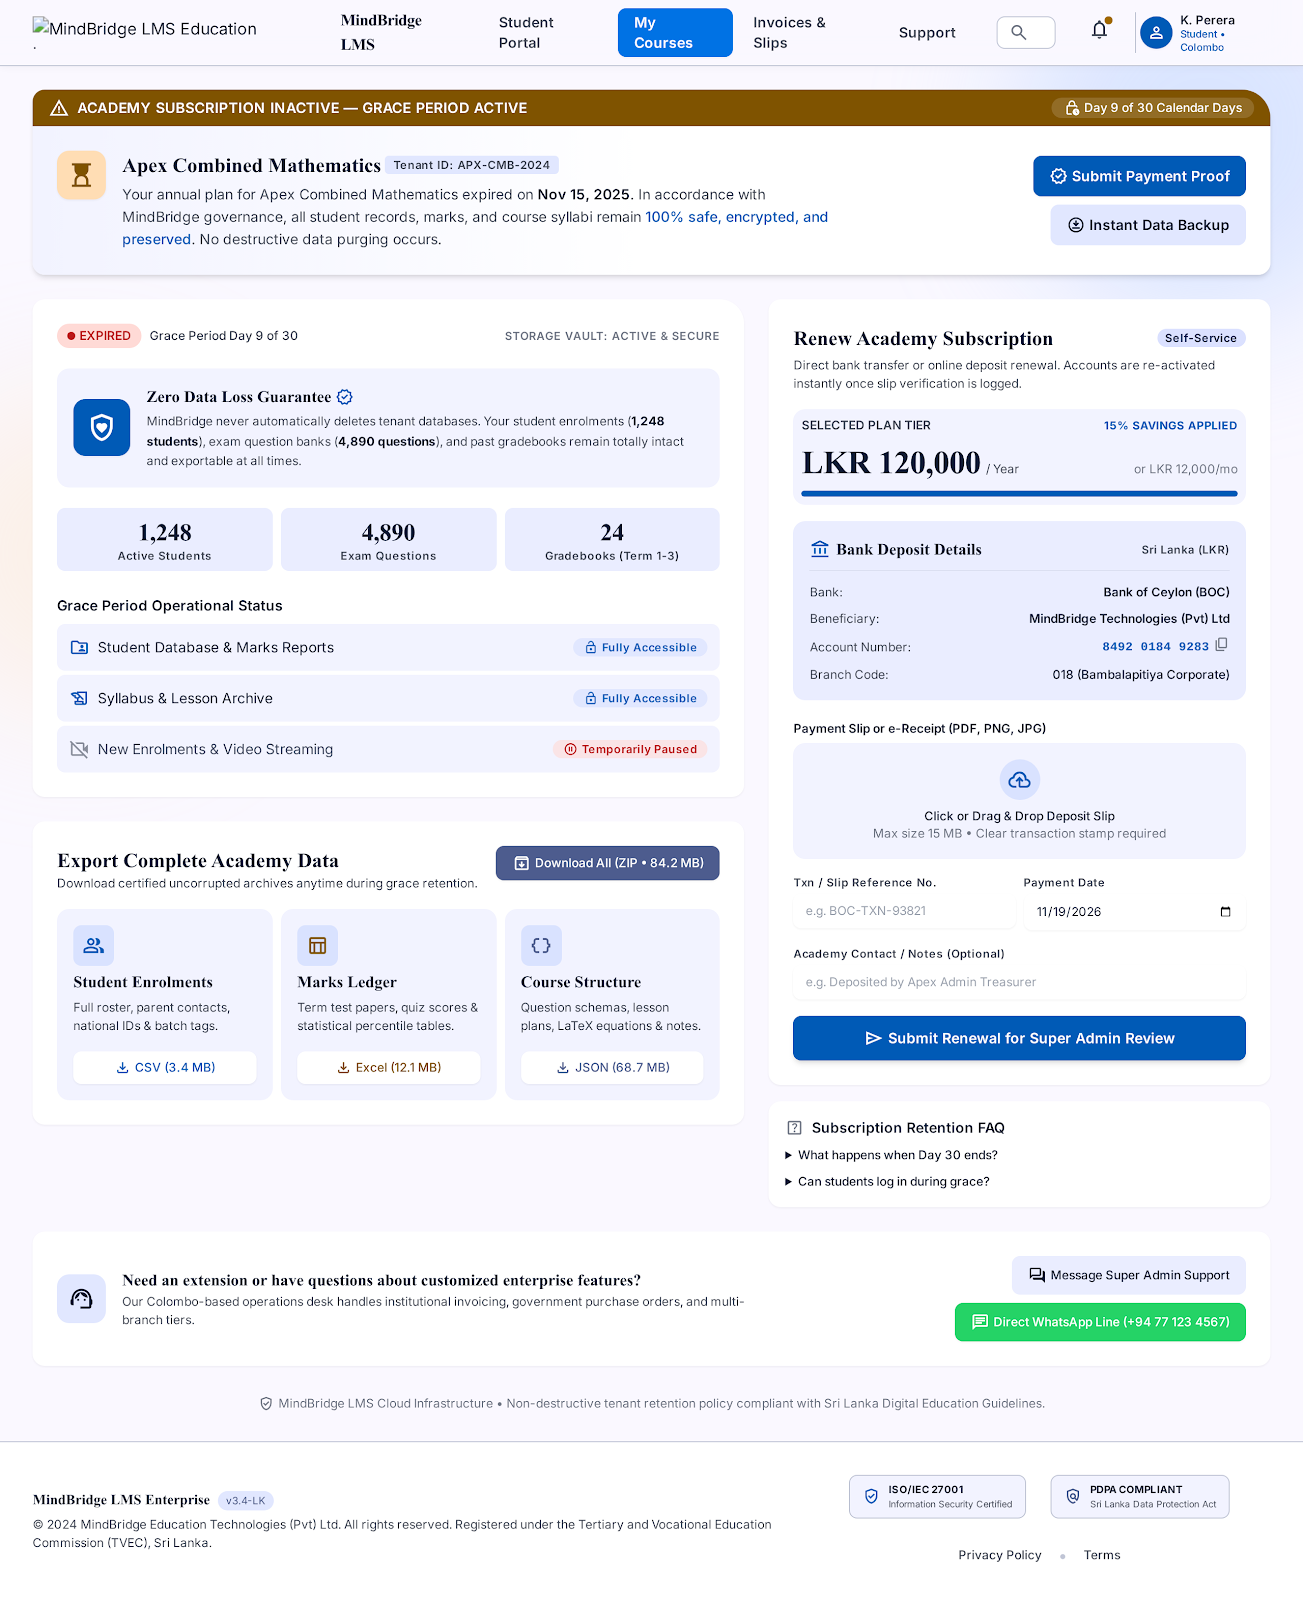 MindBridge LMS Education
.
MindBridge
LMS
Student
Portal
My
Courses
Invoices &
Slips
Support
K. Perera
Student •
Colombo
ACADEMY SUBSCRIPTION INACTIVE — GRACE PERIOD ACTIVE
Day 9 of 30 Calendar Days
Apex Combined Mathematics
Tenant ID: APX-CMB-2024
Your annual plan for Apex Combined Mathematics expired on Nov 15, 2025. In accordance with
MindBridge governance, all student records, marks, and course syllabi remain 100% safe, encrypted, and
preserved. No destructive data purging occurs.
Submit Payment Proof
Instant Data Backup
EXPIRED
Grace Period Day 9 of 30
STORAGE VAULT: ACTIVE & SECURE
Zero Data Loss Guarantee
MindBridge never automatically deletes tenant databases. Your student enrolments (1,248
students), exam question banks (4,890 questions), and past gradebooks remain totally intact
and exportable at all times.
1,248
Active Students
4,890
Exam Questions
24
Gradebooks (Term 1-3)
Grace Period Operational Status
Student Database & Marks Reports
Fully Accessible
Syllabus & Lesson Archive
Fully Accessible
New Enrolments & Video Streaming
Temporarily Paused
Export Complete Academy Data
Download certified uncorrupted archives anytime during grace retention.
Download All (ZIP • 84.2 MB)
Student Enrolments
Full roster, parent contacts,
national IDs & batch tags.
CSV (3.4 MB)
Marks Ledger
Term test papers, quiz scores &
statistical percentile tables.
Excel (12.1 MB)
Course Structure
Question schemas, lesson
plans, LaTeX equations & notes.
JSON (68.7 MB)
Renew Academy Subscription
Self-Service
Direct bank transfer or online deposit renewal. Accounts are re-activated
instantly once slip verification is logged.
SELECTED PLAN TIER
15% SAVINGS APPLIED
LKR 120,000 / Year
or LKR 12,000/mo
Bank Deposit Details
Sri Lanka (LKR)
Bank:
Bank of Ceylon (BOC)
Beneficiary:
MindBridge Technologies (Pvt) Ltd
Account Number:
8492 0184 9283
Branch Code:
018 (Bambalapitiya Corporate)
Payment Slip or e-Receipt (PDF, PNG, JPG)
Click or Drag & Drop Deposit Slip
Max size 15 MB • Clear transaction stamp required
Txn / Slip Reference No.
Payment Date
e.g. BOC-TXN-93821
11/19/2026
Academy Contact / Notes (Optional)
e.g. Deposited by Apex Admin Treasurer
Submit Renewal for Super Admin Review
Subscription Retention FAQ
What happens when Day 30 ends?
Can students log in during grace?
Need an extension or have questions about customized enterprise features?
Our Colombo-based operations desk handles institutional invoicing, government purchase orders, and multi-
branch tiers.
Message Super Admin Support
Direct WhatsApp Line (+94 77 123 4567)
MindBridge LMS Cloud Infrastructure • Non-destructive tenant retention policy compliant with Sri Lanka Digital Education Guidelines.
MindBridge LMS Enterprise
v3.4-LK
© 2024 MindBridge Education Technologies (Pvt) Ltd. All rights reserved. Registered under the Tertiary and Vocational Education
Commission (TVEC), Sri Lanka.
ISO/IEC 27001
Information Security Certified
PDPA COMPLIANT
Sri Lanka Data Protection Act
Privacy Policy
Terms